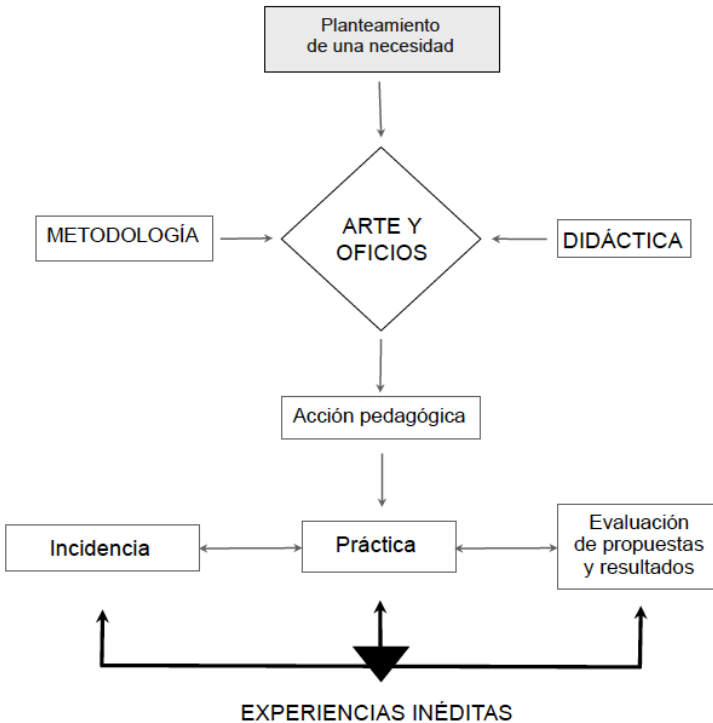 Planteamiento
de una necesidad
METODOLOGÍA
ARTE Y
OFICIOS
DIDÁCTICA
Acción pedagógica
Incidencia
Práctica
Evaluación
de propuestas
y resultados
EXPERIENCIAS INÉDITAS